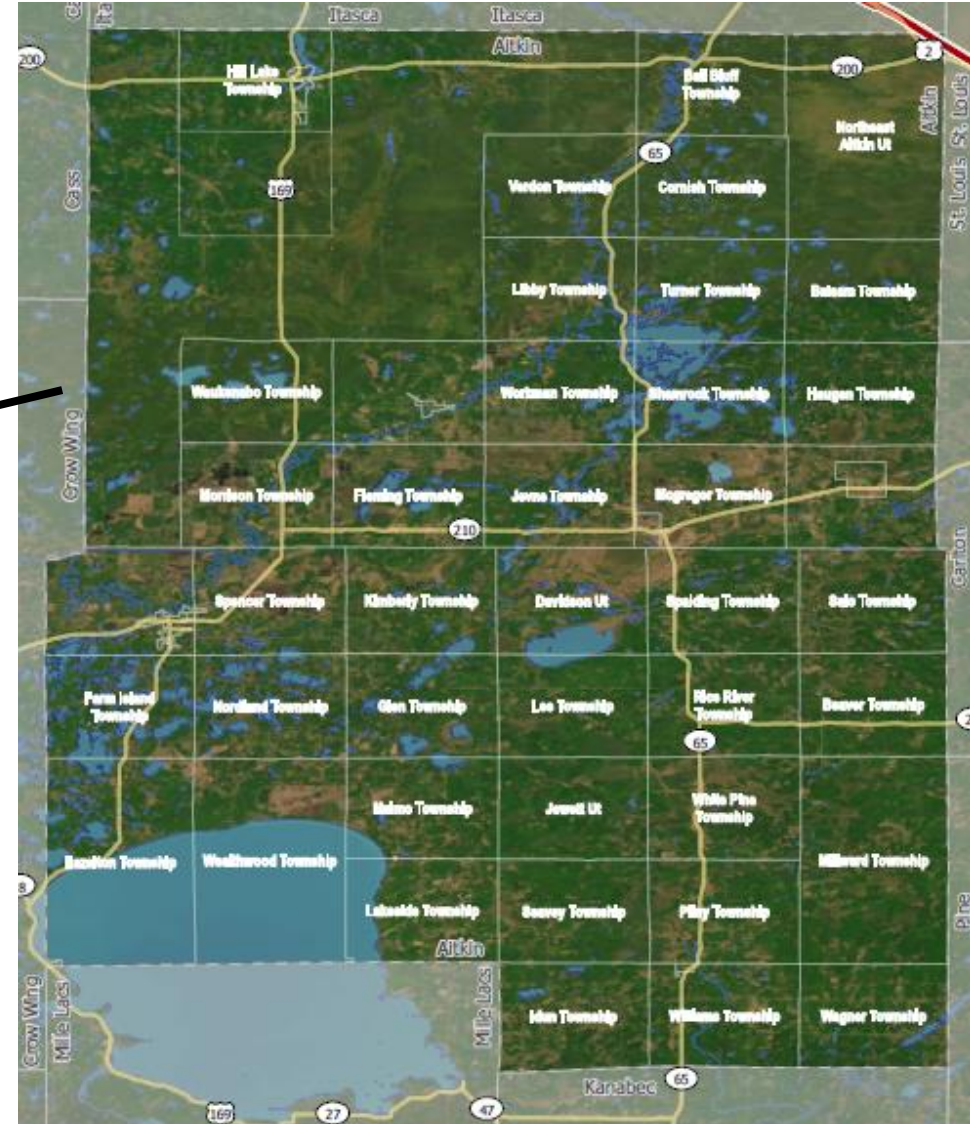 Itasca
Itasca
Aitkin
200
2
200
Hill Lake
Township
Ball Bluff
Township
Northeast
Aitkin Ut
Aitkin
St. Louis
St. Louis
65
Cass
169
Verdon Township
Cornish Township
Libby Township
Turner Township
Balsam Township
Waukenabo Township
Workman Township
Shamrock Township
Haugen Township
Crow Wing
Morrison Township
Fleming Township
Jevne Township
Mcgregor Township
210
Carlton
Spencer Township
Kimberly Township
Davidson Ut
Spalding Township
Salo Township
Farm Island
Township
Nordland Township
Glen Township
Lee Township
Rice River
Township
Beaver Township
2
65
Malmo Township
Jewett Ut
White Pine
Township
Hazelton Township
Wealthwood Township
Millward Township
8
Lakeside Township
Seavey Township
Pliny Township
Pine
Aitkin
Crow Wing
Mille Lacs
Mille Lacs
Idun Township
Williams Township
Wagner Township
Kanabec
65
169
27
47